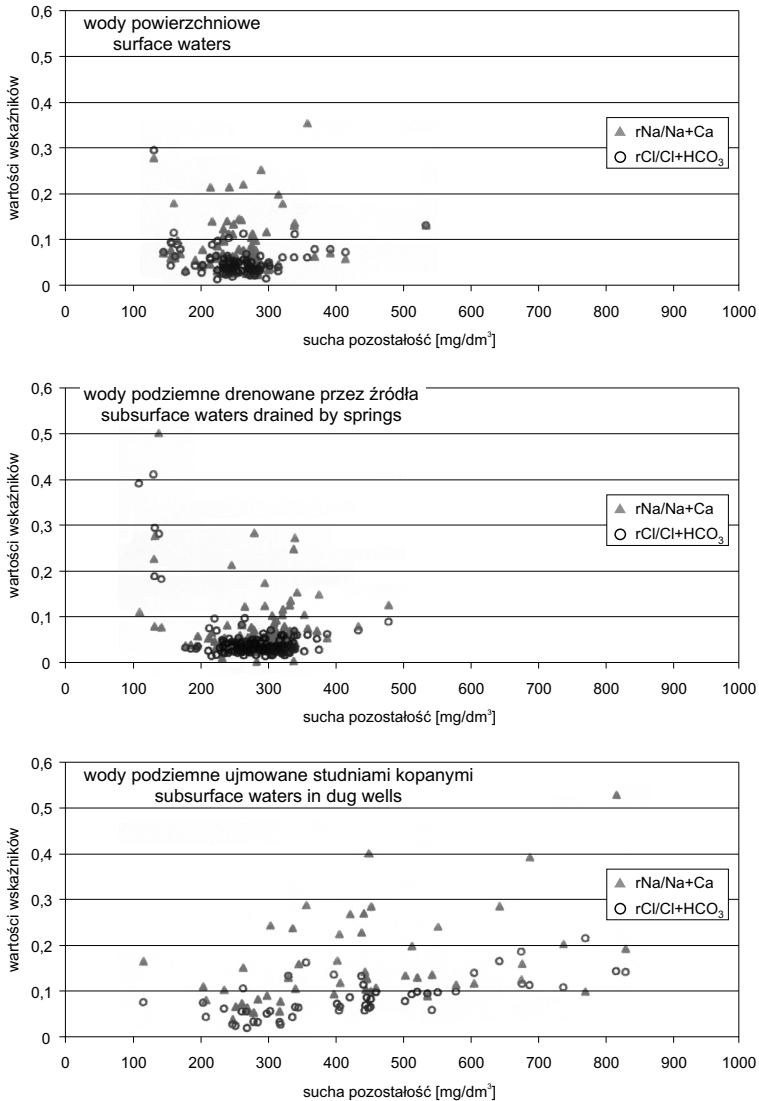 0,6
wody powierzchniowe
surface waters
0,5
0,4
wartości wskaźników
rNa/Na+Ca
0,3
rCl/Cl+HCO₃
0,2
0,1
0
0 100 200 300 400 500 600 700 800 900 1000
sucha pozostałość [mg/dm³]
0,6
wody podziemne drenowane przez źródła
subsurface waters drained by springs
0,5
0,4
wartości wskaźników
rNa/Na+Ca
0,3
rCl/Cl+HCO₃
0,2
0,1
0
0 100 200 300 400 500 600 700 800 900 1000
sucha pozostałość [mg/dm³]
0,6
wody podziemne ujmowane studniami kopanymi
subsurface waters in dug wells
0,5
0,4
wartości wskaźników
rNa/Na+Ca
0,3
rCl/Cl+HCO₃
0,2
0,1
0
0 100 200 300 400 500 600 700 800 900 1000
sucha pozostałość [mg/dm³]